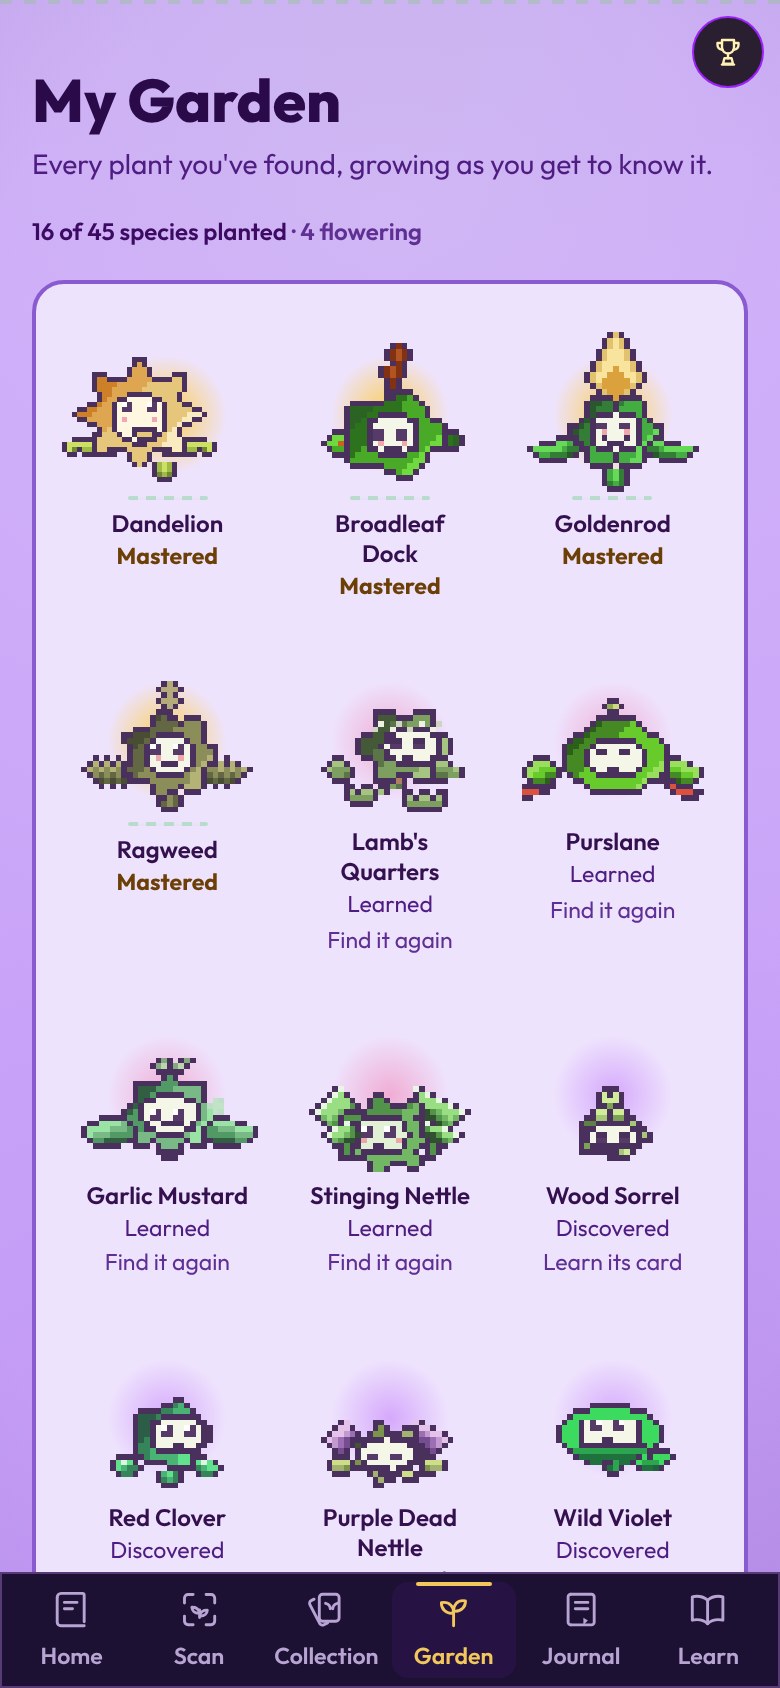 My Garden
Every plant you've found, growing as you get to know it.
16 of 45 species planted · 4 flowering
Dandelion
Mastered
Broadleaf
Dock
Mastered
Goldenrod
Mastered
Ragweed
Mastered
Lamb's
Quarters
Learned
Find it again
Purslane
Learned
Find it again
Garlic Mustard
Learned
Find it again
Stinging Nettle
Learned
Find it again
Wood Sorrel
Discovered
Learn its card
Red Clover
Discovered
Purple Dead
Nettle
Wild Violet
Discovered
Home
Scan
Collection
Garden
Journal
Learn